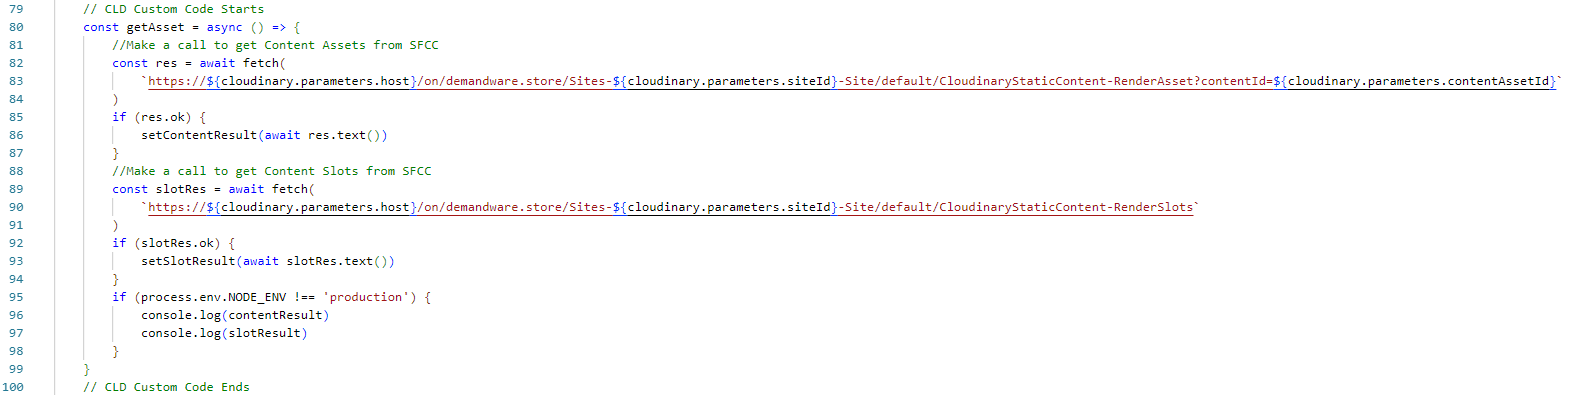 79 // CLD Custom Code Starts
80 const getAsset = async () => {
81 //Make a call to get Content Assets from SFCC
82 const res = await fetch(
83 `https://${cloudinary.parameters.host}/on/demandware.store/Sites-${cloudinary.parameters.siteId}-Site/default/CloudinaryStaticContent-RenderAsset?contentId=${cloudinary.parameters.contentAssetId}`
84 )
85 if (res.ok) {
86 setContentResult(await res.text())
87 }
88 //Make a call to get Content Slots from SFCC
89 const slotRes = await fetch(
90 `https://${cloudinary.parameters.host}/on/demandware.store/Sites-${cloudinary.parameters.siteId}-Site/default/CloudinaryStaticContent-RenderSlots`
91 )
92 if (slotRes.ok) {
93 setSlotResult(await slotRes.text())
94 }
95 if (process.env.NODE_ENV !== 'production') {
96 console.log(contentResult)
97 console.log(slotResult)
98 }
99 }
100 // CLD Custom Code Ends